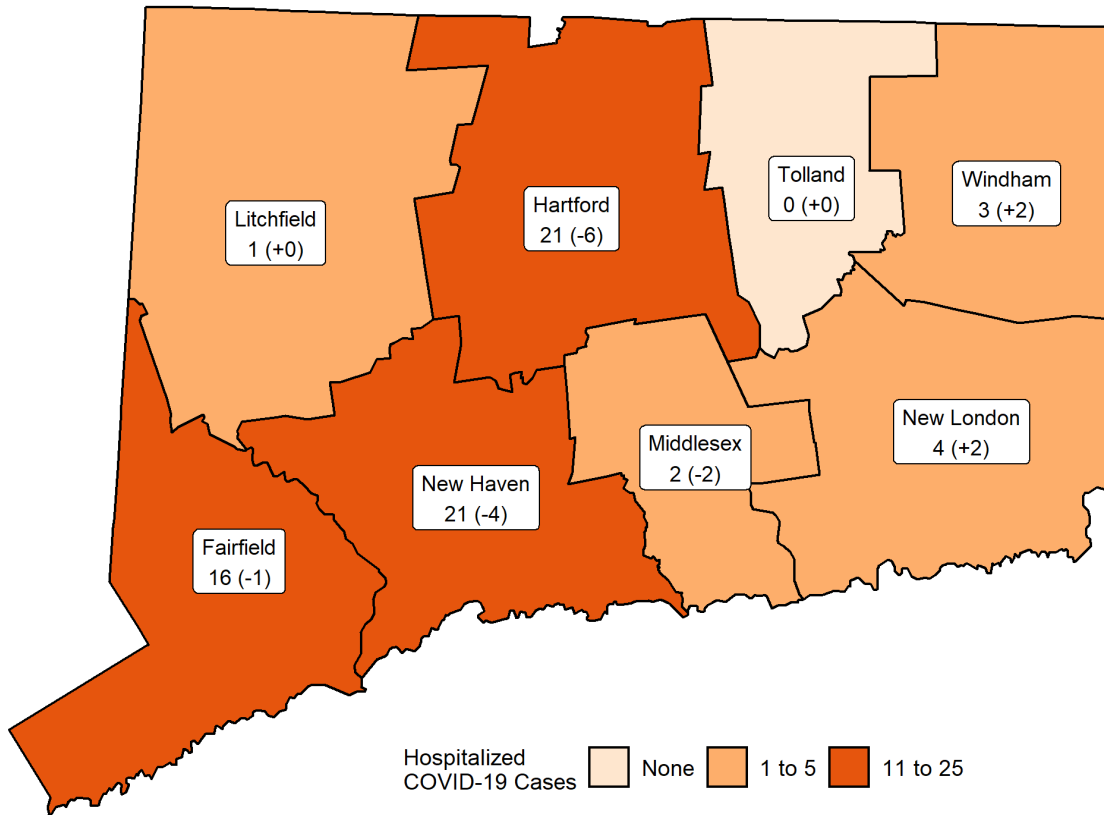 Tolland
0 (+0)
Windham
3 (+2)
Hartford
21 (-6)
Litchfield
1 (+0)
New London
4 (+2)
Middlesex
2 (-2)
New Haven
21 (-4)
Fairfield
16 (-1)
Hospitalized
COVID-19 Cases
None
1 to 5
11 to 25